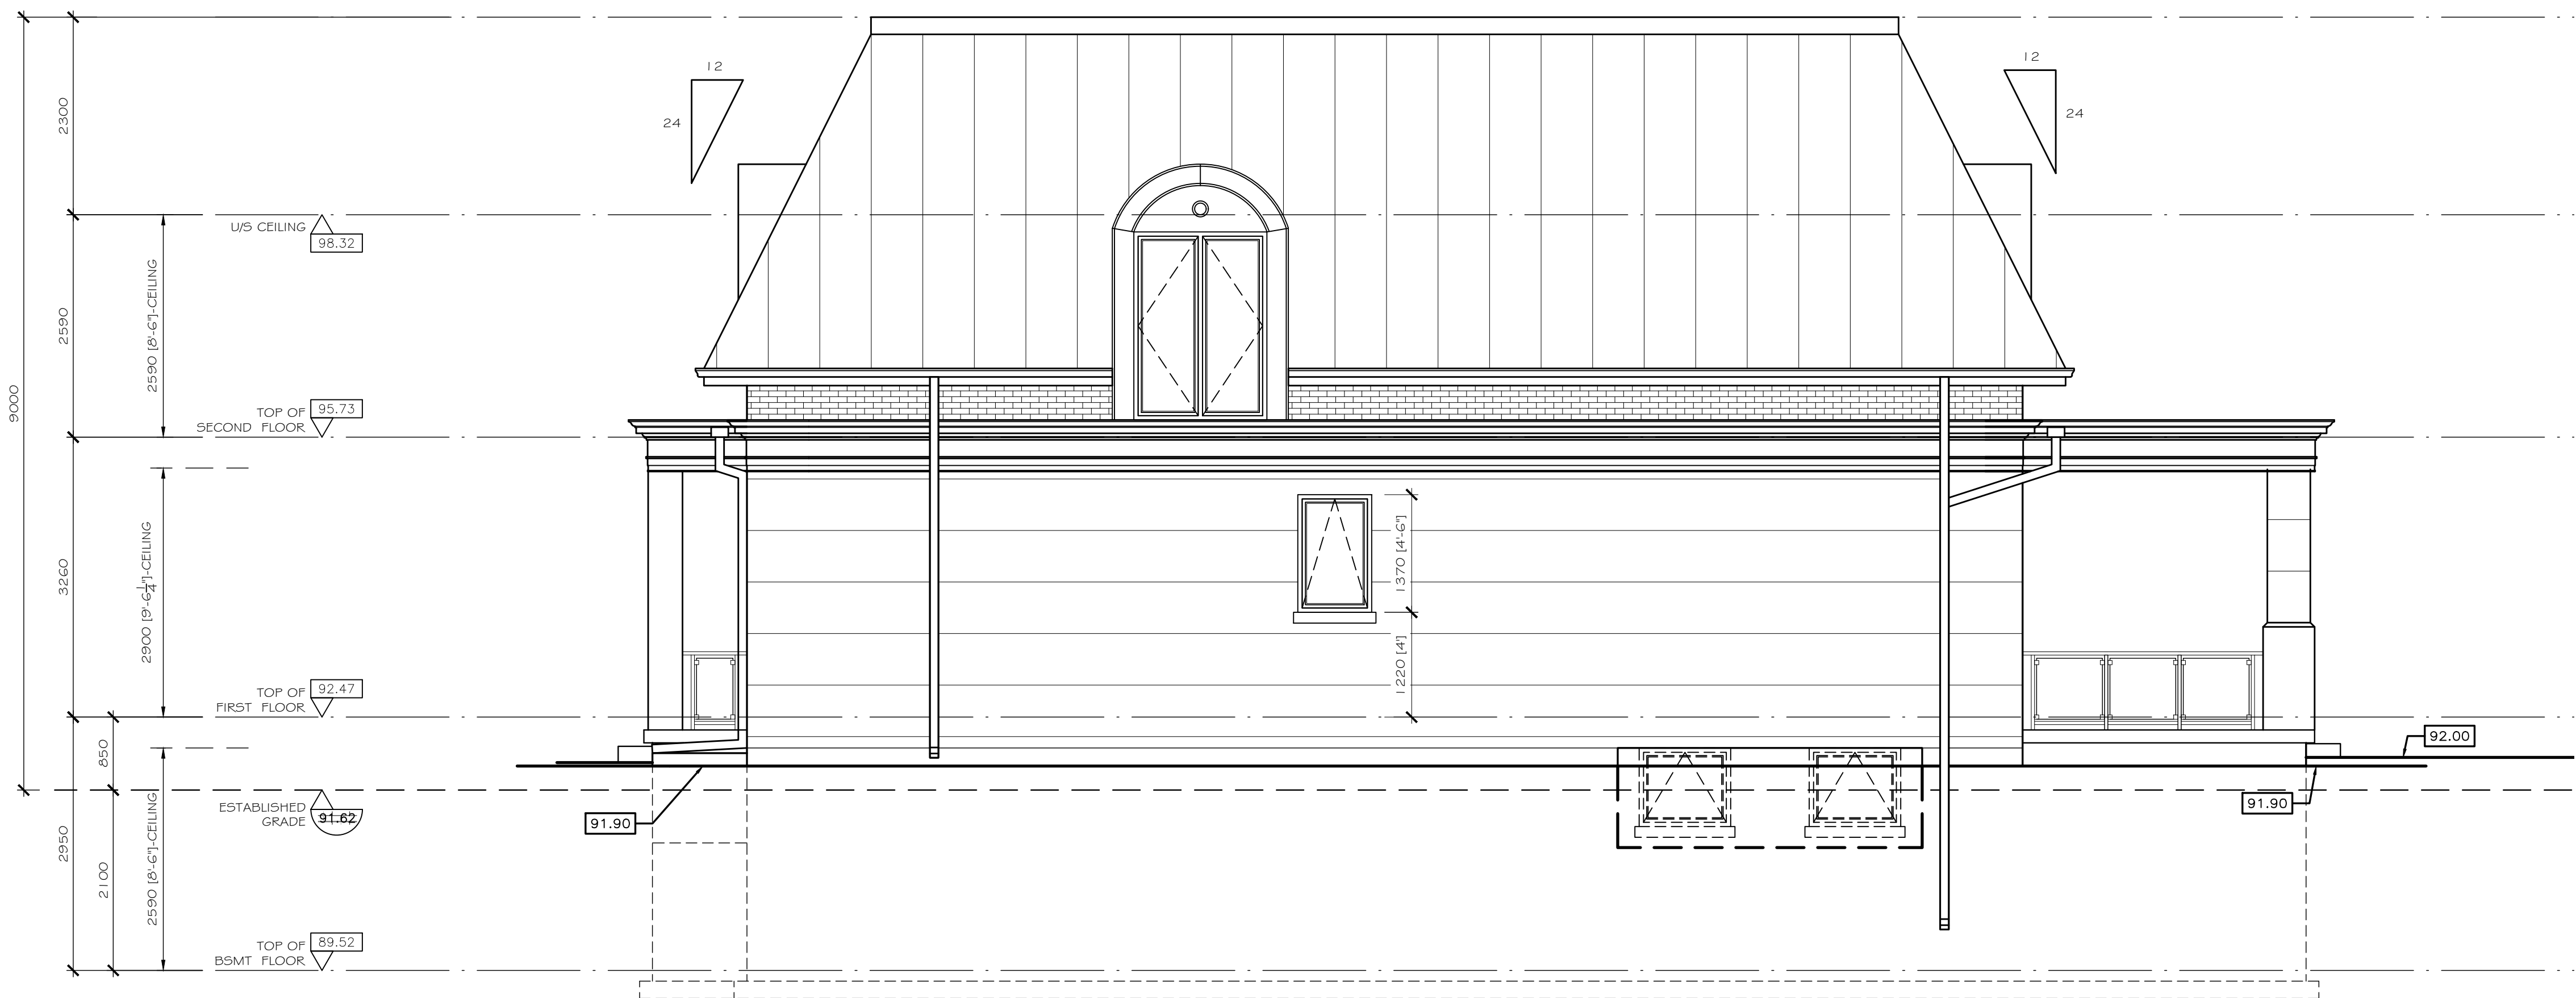 12
12
24
24
2300
U/S CEILING
98.32
2590 [8'-6"]-CEILING
2590
9000
TOP OF
SECOND FLOOR
95.73
1370 [4'-6"]
2900 [9'-6 1/4"]-CEILING
3260
1220 [4']
TOP OF
FIRST FLOOR
92.47
92.00
850
ESTABLISHED
GRADE
91.62
91.90
91.90
2950
2100
2590 [8'-6"]-CEILING
TOP OF
BSMT FLOOR
89.52